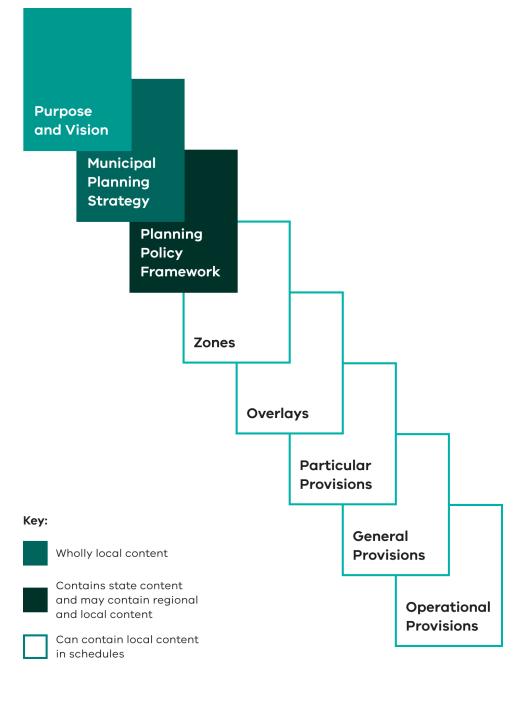 Purpose
and Vision
Municipal
Planning
Strategy
Planning
Policy
Framework
Zones
Overlays
Particular
Provisions
General
Provisions
Operational
Provisions
Key:
Wholly local content
Contains state content
and may contain regional
and local content
Can contain local content
in schedules